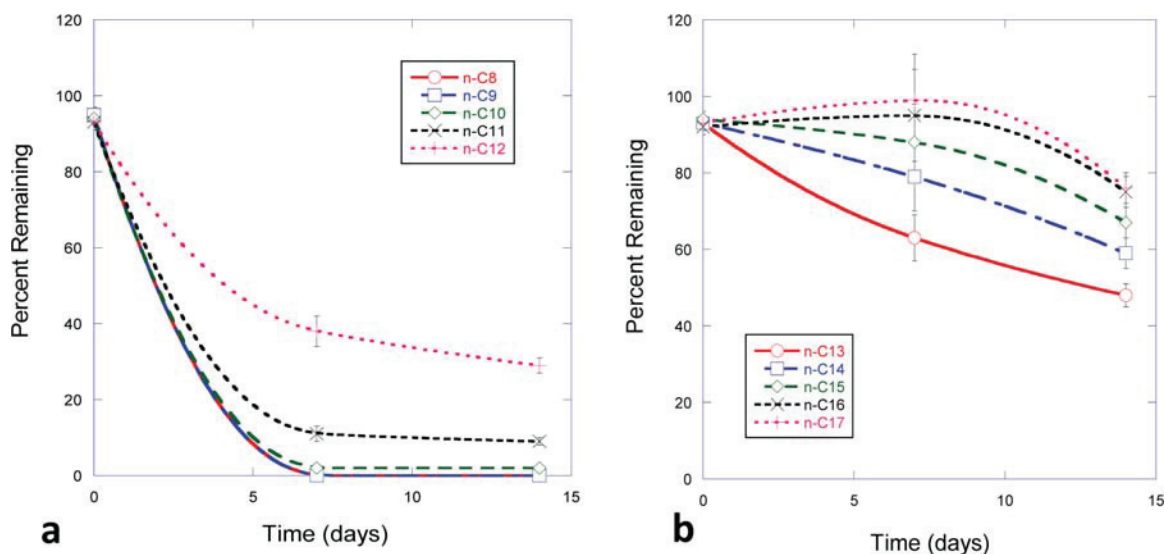 120
100
80
60
40
20
0
Percent Remaining
n-C8
n-C9
n-C10
n-C11
n-C12
0 5 10 15
Time (days)
a
120
100
80
60
40
20
0
Percent Remaining
n-C13
n-C14
n-C15
n-C16
n-C17
0 5 10 15
Time (days)
b